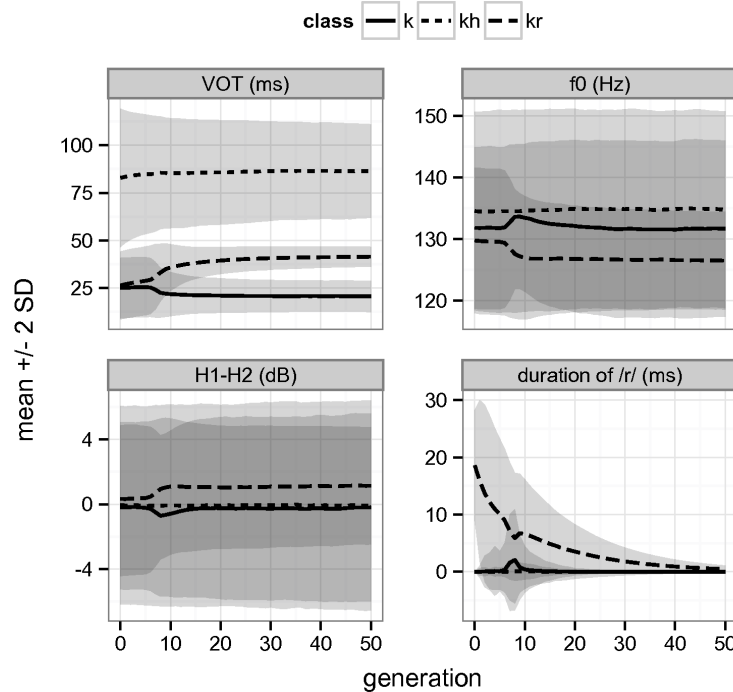 class k kh kr
VOT (ms)
100
75
50
25
f0 (Hz)
150
140
130
120
H1-H2 (dB)
4
0
-4
0 10 20 30 40 50
duration of /r/ (ms)
30
20
10
0
0 10 20 30 40 50
mean +/- 2 SD
generation